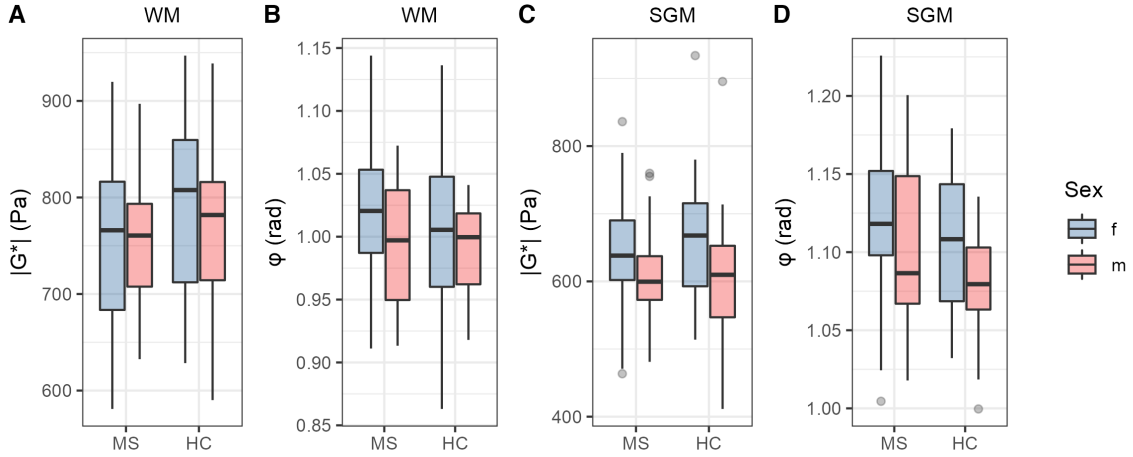 A WM
|G*| (Pa)
900
800
700
600
MS HC
B WM
φ (rad)
1.15
1.10
1.05
1.00
0.95
0.90
0.85
MS HC
C SGM
|G*| (Pa)
800
600
400
MS HC
D SGM
φ (rad)
1.20
1.15
1.10
1.05
1.00
MS HC
Sex
f
m